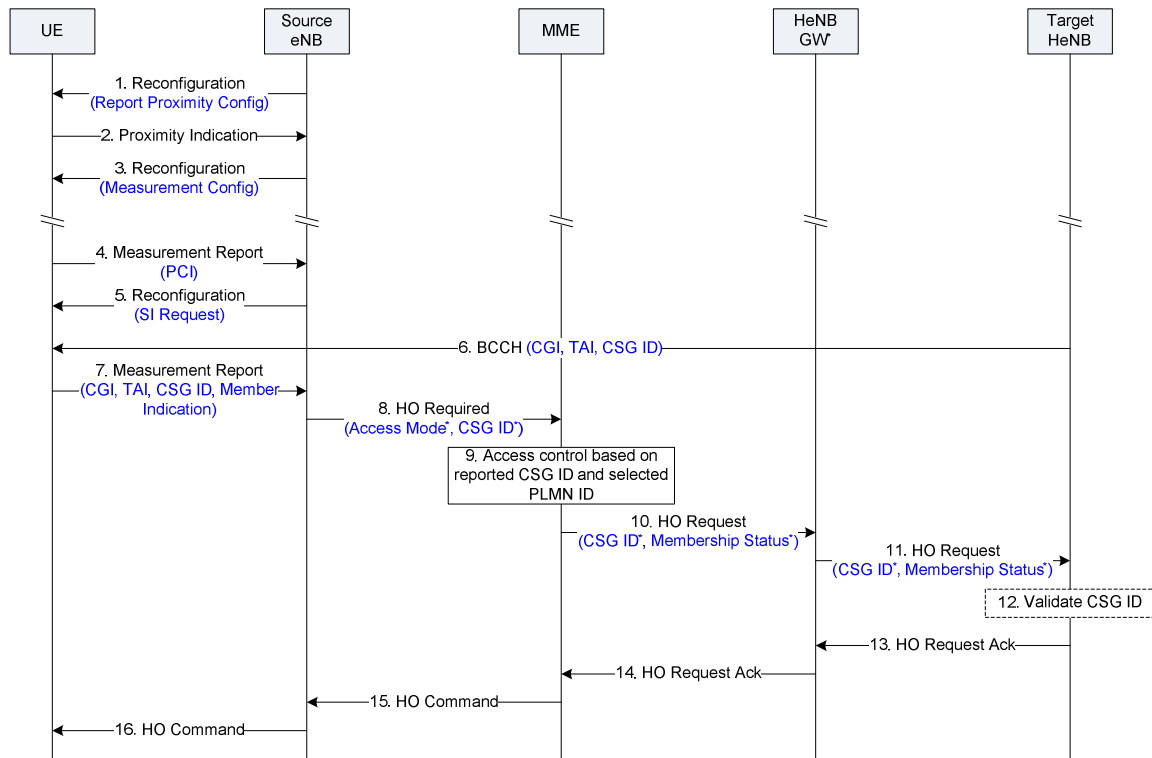 UE
Source
eNB
MME
HeNB
GW*
Target
HeNB
1. Reconfiguration
(Report Proximity Config)
2. Proximity Indication
3. Reconfiguration
(Measurement Config)
4. Measurement Report
(PCI)
5. Reconfiguration
(SI Request)
6. BCCH (CGI, TAI, CSG ID)
7. Measurement Report
(CGI, TAI, CSG ID, Member
Indication)
8. HO Required
(Access Mode*, CSG ID*)
9. Access control based on
reported CSG ID and selected
PLMN ID
10. HO Request
(CSG ID*, Membership Status*)
11. HO Request
(CSG ID*, Membership Status*)
12. Validate CSG ID
13. HO Request Ack
14. HO Request Ack
15. HO Command
16. HO Command